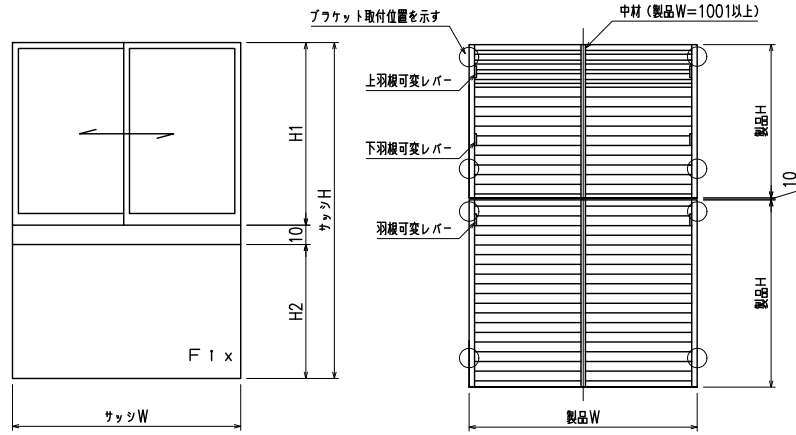 ブラケット取付位置を示す
中材（製品W=1001以上）
上羽根可変レバー
下羽根可変レバー
羽根可変レバー
H1
10
H2
サッシH
Fix
サッシW
製品H
10
製品H
製品W